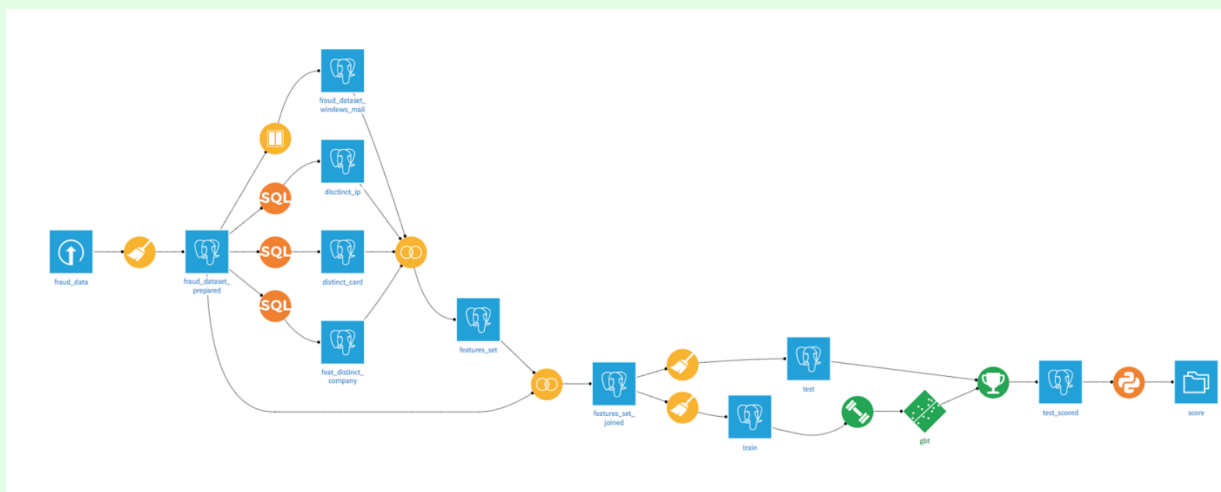 fraud_dataset_
windows_mail
SQL
disctinct_ip
SQL
fraud_data
fraud_dataset_
prepared
distinct_card
SQL
features_set
feat_distinct_
company
test
features_set_
joined
test_scored
score
train
gbt